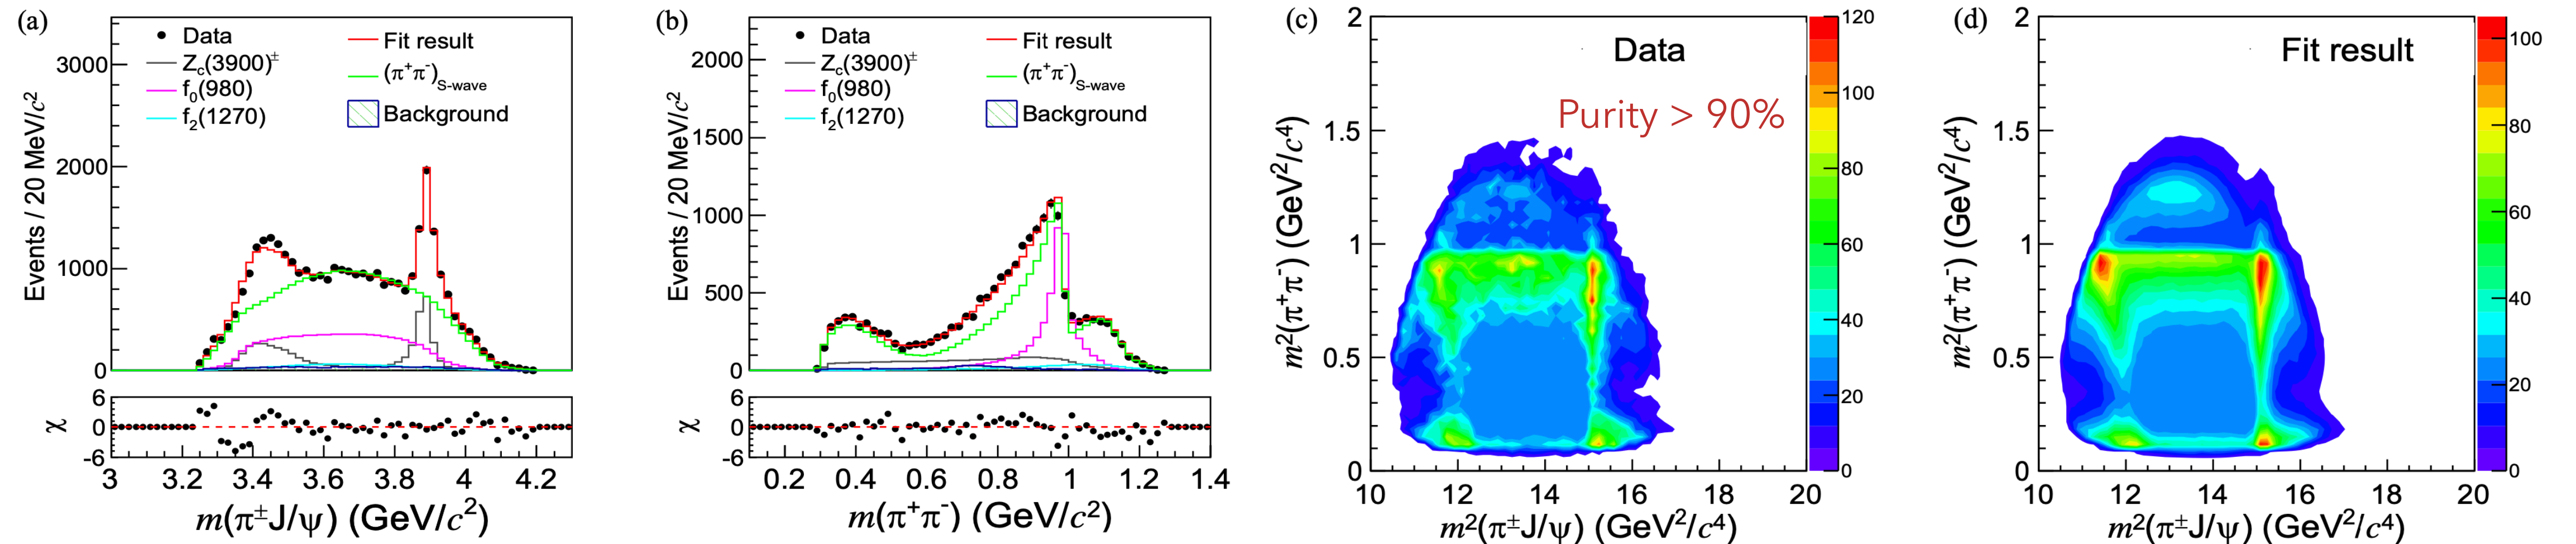 (a)
Data
Z_c(3900)^±
f_0(980)
f_2(1270)
Fit result
(π^+π^-)_S-wave
Background
Events / 20 MeV/c^2
3000
2000
1000
0
χ
6
0
-6
3 3.2 3.4 3.6 3.8 4 4.2
m(π^±J/ψ) (GeV/c^2)
(b)
Data
Z_c(3900)^±
f_0(980)
f_2(1270)
Fit result
(π^+π^-)_S-wave
Background
Events / 20 MeV/c^2
2000
1500
1000
500
0
χ
6
0
-6
0.2 0.4 0.6 0.8 1 1.2 1.4
m(π^+π^-) (GeV/c^2)
(c)
Data
Purity > 90%
m^2(π^+π^-) (GeV^2/c^4)
2
1.5
1
0.5
0
10 12 14 16 18 20
m^2(π^±J/ψ) (GeV^2/c^4)
120
100
80
60
40
20
0
(d)
Fit result
m^2(π^+π^-) (GeV^2/c^4)
2
1.5
1
0.5
0
10 12 14 16 18 20
m^2(π^±J/ψ) (GeV^2/c^4)
100
80
60
40
20
0